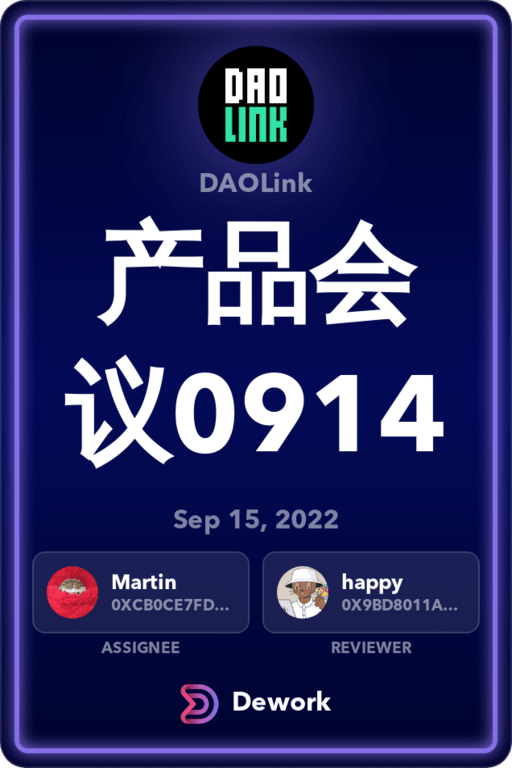 DAO
LINK
DAOLink
产品会
议0914
Sep 15, 2022
Martin
0XCB0CE7FD...
happy
0X9BD8011A...
ASSIGNEE
REVIEWER
Dework